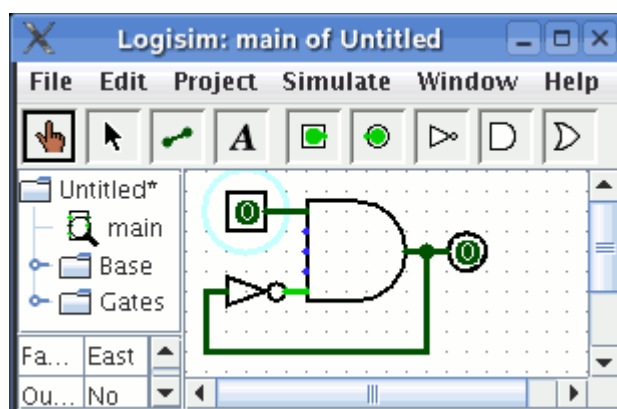 Logisim: main of Untitled
File Edit Project Simulate Window Help
A
Untitled*
main
Base
Gates
0
0
Fa... East
Ou... No